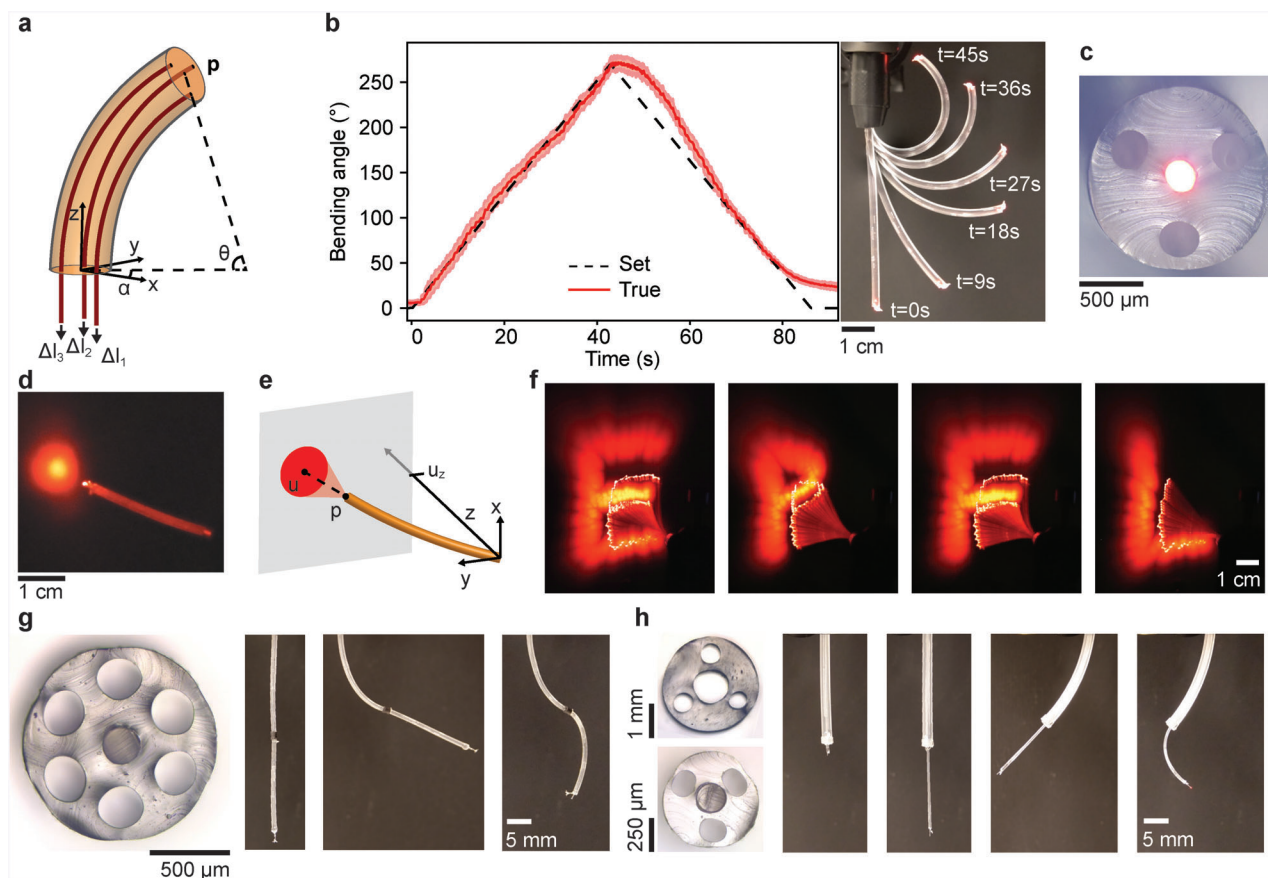 a
p
z
y
x
α
θ
Δl3 Δl2 Δl1
b
Bending angle (°)
250
200
150
100
50
0
Set
True
0 20 40 60 80
Time (s)
t=45s
t=36s
t=27s
t=18s
t=9s
t=0s
1 cm
c
500 μm
d
1 cm
e
u
p
uz
z
x
y
f
1 cm
g
500 μm
5 mm
h
1 mm
250 μm
5 mm